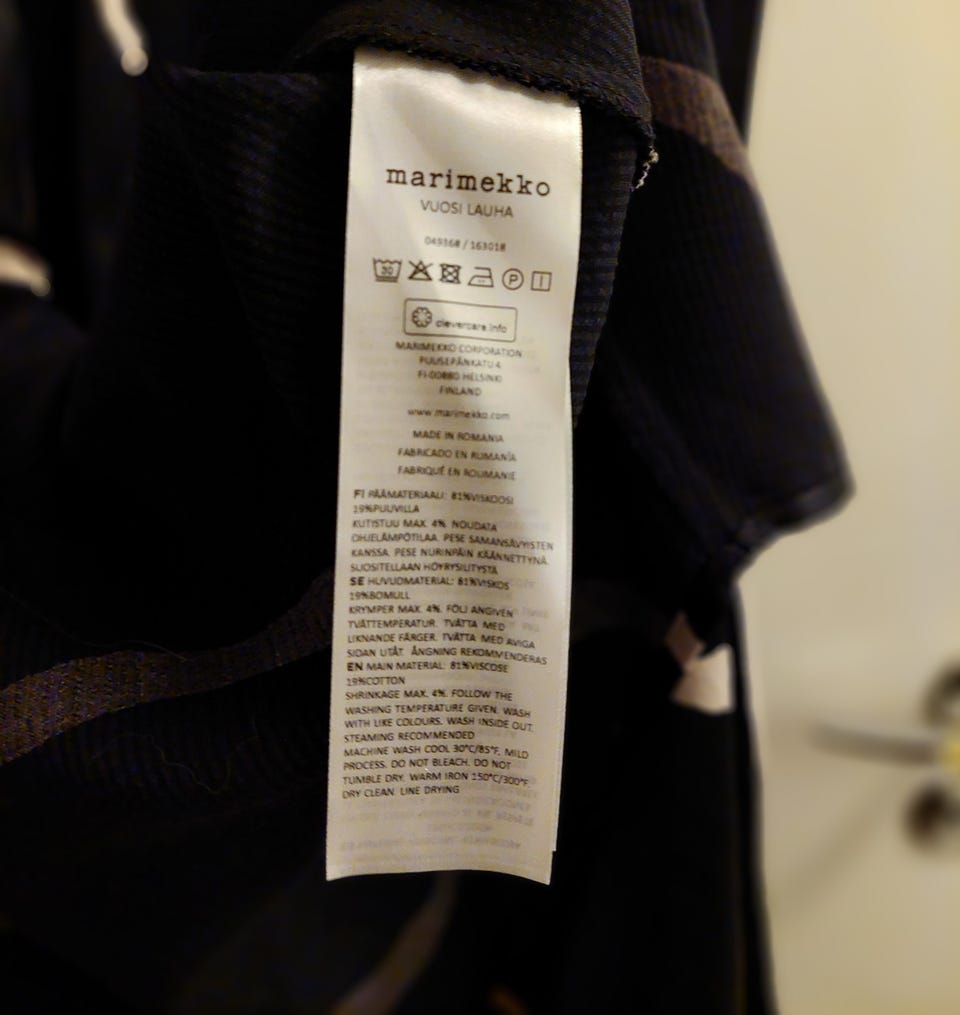 marimekko
VUOSI LAUHA
049368 / 163018
30
P
clevercare.info
MARIMEKKO CORPORATION
PUUSEPÄNKATU 4
FI-00880 HELSINKI
FINLAND
www.marimekko.com
MADE IN ROMANIA
FABRICADO EN RUMANÍA
FABRIQUÉ EN ROUMANIE
FI PÄÄMATERIAALI: 81%VISKOOSI
19%PUUVILLA
KUTISTUU MAX. 4%. NOUDATA
OHJELÄMPÖTILAA. PESE SAMANSÄVYISTEN
KANSSA. PESE NURINPÄIN KÄÄNNETTYNÄ.
SUOSITELLAAN HÖYRYSILITYSTÄ
SE HUVUDMATERIAL: 81%VISKOS
19%BOMULL
KRYMPER MAX. 4%. FÖLJ ANGIVEN
TVÄTTEMPERATUR. TVÄTTA MED
LIKNANDE FÄRGER. TVÄTTA MED AVIGA
SIDAN UTÅT. ÅNGNING REKOMMENDERAS
EN MAIN MATERIAL: 81%VISCOSE
19%COTTON
SHRINKAGE MAX. 4%. FOLLOW THE
WASHING TEMPERATURE GIVEN. WASH
WITH LIKE COLOURS. WASH INSIDE OUT.
STEAMING RECOMMENDED
MACHINE WASH COOL 30°C/85°F, MILD
PROCESS. DO NOT BLEACH. DO NOT
TUMBLE DRY. WARM IRON 150°C/300°F.
DRY CLEAN. LINE DRYING